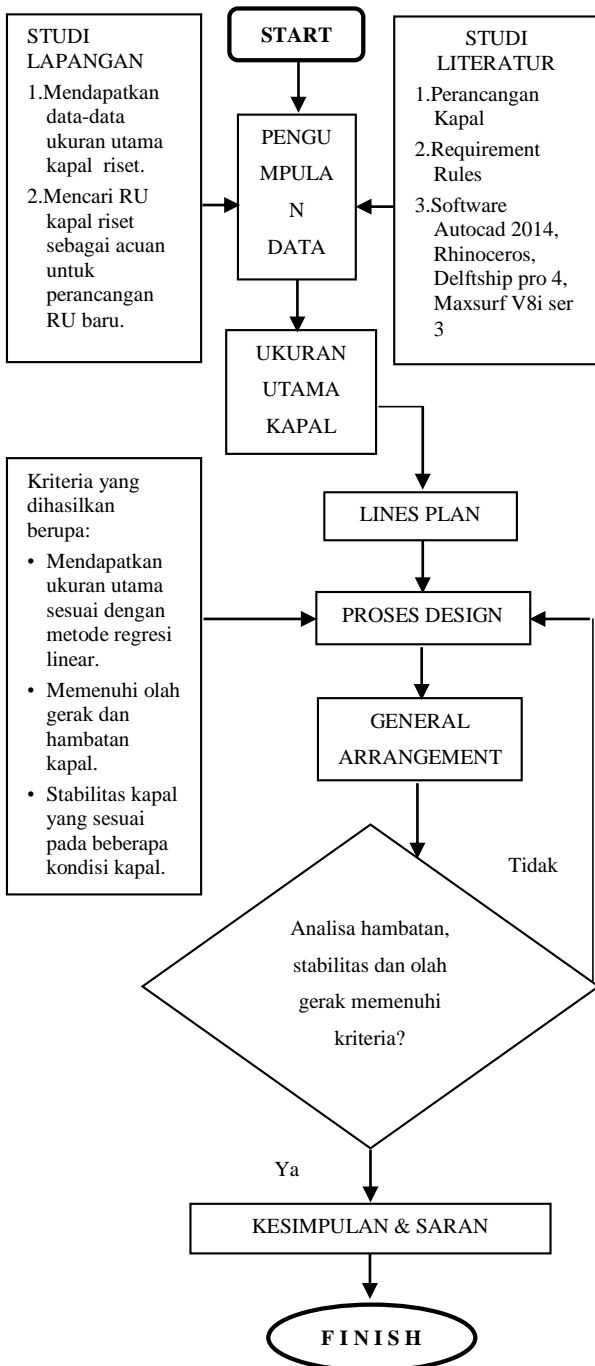 START
STUDI
LAPANGAN
1.Mendapatkan
data-data
ukuran utama
kapal riset.
2.Mencari RU
kapal riset
sebagai acuan
untuk
perancangan
RU baru.
PENGU
MPULA
N
DATA
STUDI
LITERATUR
1.Perancangan
Kapal
2.Requirement
Rules
3.Software
Autocad 2014,
Rhinoceros,
Delftship pro 4,
Maxsurf V8i ser
3
UKURAN
UTAMA
KAPAL
LINES PLAN
Kriteria yang
dihasilkan
berupa:
• Mendapatkan
ukuran utama
sesuai dengan
metode regresi
linear.
• Memenuhi olah
gerak dan
hambatan
kapal.
• Stabilitas kapal
yang sesuai
pada beberapa
kondisi kapal.
PROSES DESIGN
GENERAL
ARRANGEMENT
Tidak
Analisa hambatan,
stabilitas dan olah
gerak memenuhi
kriteria?
Ya
KESIMPULAN & SARAN
F I N I S H